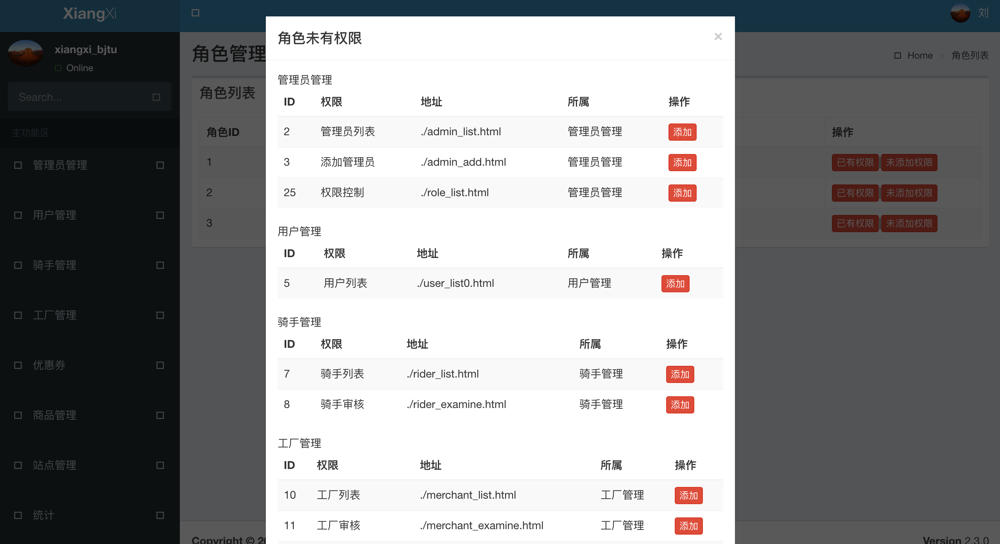 XiangXi
刘
xiangxi_bjtu
Online
Search...
主功能区
管理员管理
用户管理
骑手管理
工厂管理
优惠券
商品管理
站点管理
统计
角色管理
Home > 角色列表
角色列表
角色ID 操作
1 已有权限|未添加权限
2 已有权限|未添加权限
3 已有权限|未添加权限
角色未有权限 ×
管理员管理
ID 权限 地址 所属 操作
2 管理员列表 ./admin_list.html 管理员管理 添加
3 添加管理员 ./admin_add.html 管理员管理 添加
25 权限控制 ./role_list.html 管理员管理 添加
用户管理
ID 权限 地址 所属 操作
5 用户列表 ./user_list0.html 用户管理 添加
骑手管理
ID 权限 地址 所属 操作
7 骑手列表 ./rider_list.html 骑手管理 添加
8 骑手审核 ./rider_examine.html 骑手管理 添加
工厂管理
ID 权限 地址 所属 操作
10 工厂列表 ./merchant_list.html 工厂管理 添加
11 工厂审核 ./merchant_examine.html 工厂管理 添加
Copyright ©
Version 2.3.0